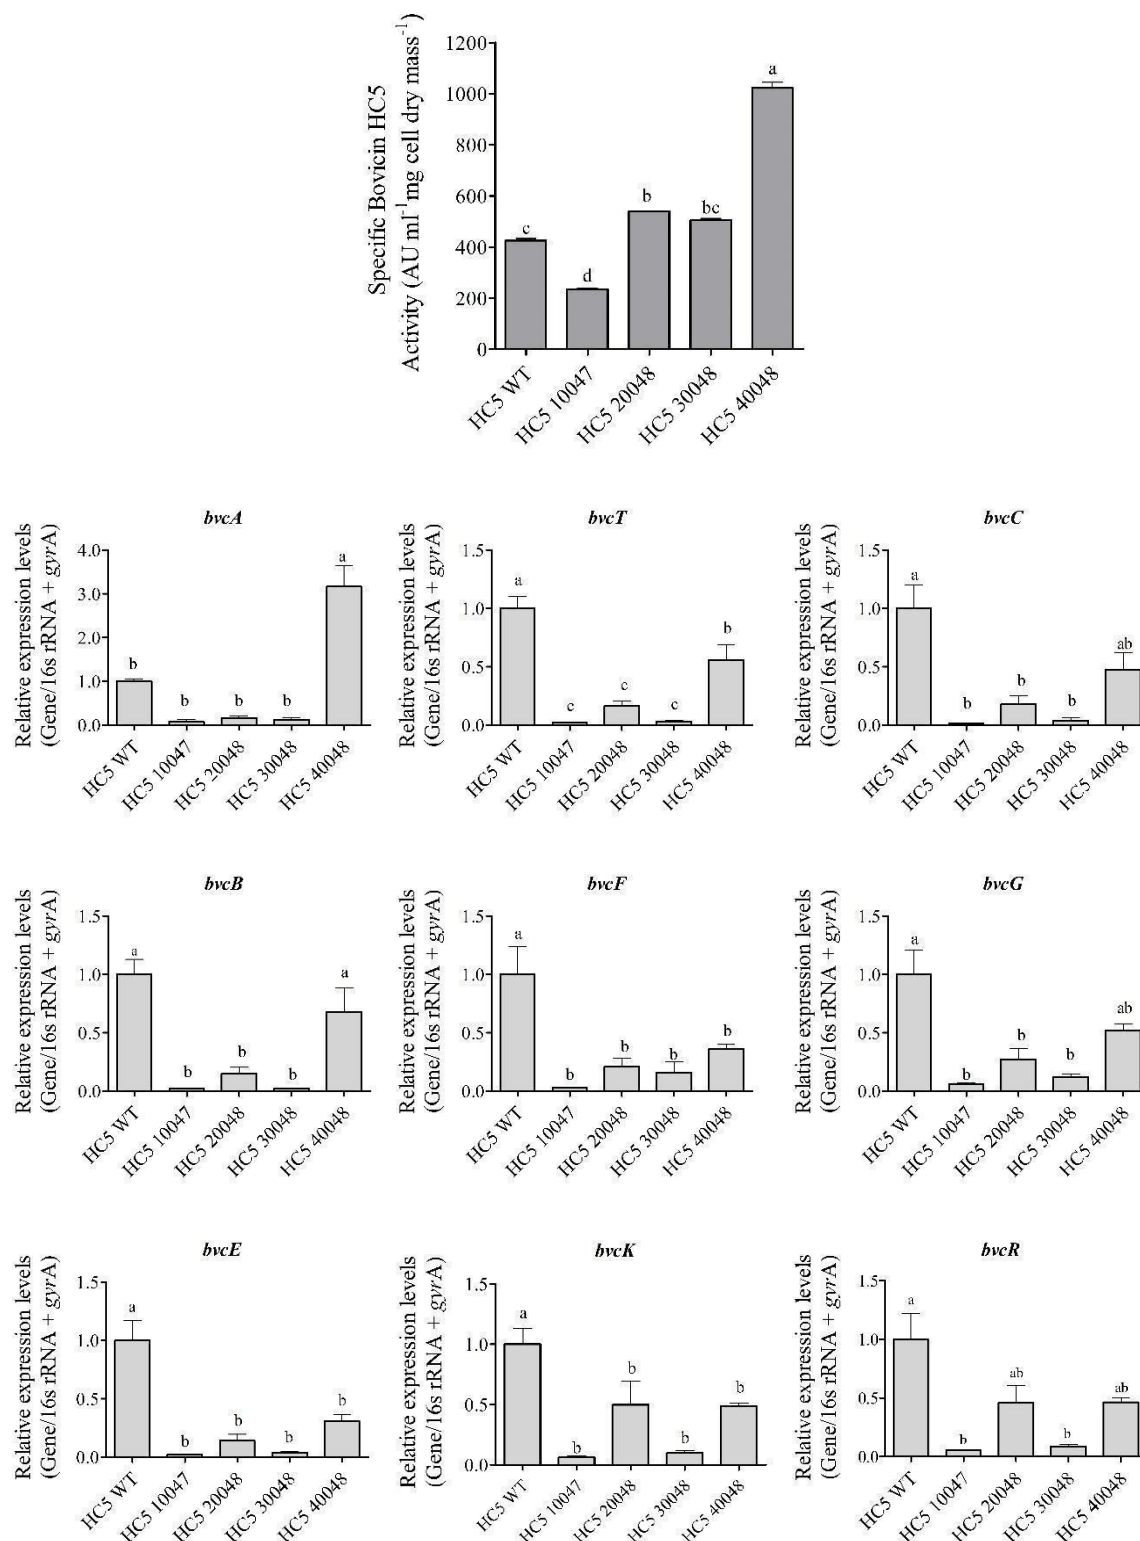 Specific Bovicin HC5
Activity (AU ml⁻¹mg cell dry mass⁻¹)
1200
1000
800
600
400
200
0
c
d
b
bc
a
HC5 WT
HC5 10047
HC5 20048
HC5 30048
HC5 40048
bvcA
Relative expression levels
(Gene/16s rRNA + gyrA)
4.0
3.0
2.0
1.0
0.0
b
b
b
b
a
HC5 WT
HC5 10047
HC5 20048
HC5 30048
HC5 40048
bvcT
Relative expression levels
(Gene/16s rRNA + gyrA)
1.5
1.0
0.5
0.0
a
c
c
c
b
HC5 WT
HC5 10047
HC5 20048
HC5 30048
HC5 40048
bvcC
Relative expression levels
(Gene/16s rRNA + gyrA)
1.5
1.0
0.5
0.0
a
b
b
b
ab
HC5 WT
HC5 10047
HC5 20048
HC5 30048
HC5 40048
bvcB
Relative expression levels
(Gene/16s rRNA + gyrA)
1.5
1.0
0.5
0.0
a
b
b
b
a
HC5 WT
HC5 10047
HC5 20048
HC5 30048
HC5 40048
bvcF
Relative expression levels
(Gene/16s rRNA + gyrA)
1.5
1.0
0.5
0.0
a
b
b
b
b
HC5 WT
HC5 10047
HC5 20048
HC5 30048
HC5 40048
bvcG
Relative expression levels
(Gene/16s rRNA + gyrA)
1.5
1.0
0.5
0.0
a
b
b
b
ab
HC5 WT
HC5 10047
HC5 20048
HC5 30048
HC5 40048
bvcE
Relative expression levels
(Gene/16s rRNA + gyrA)
1.5
1.0
0.5
0.0
a
b
b
b
b
HC5 WT
HC5 10047
HC5 20048
HC5 30048
HC5 40048
bvcK
Relative expression levels
(Gene/16s rRNA + gyrA)
1.5
1.0
0.5
0.0
a
b
b
b
b
HC5 WT
HC5 10047
HC5 20048
HC5 30048
HC5 40048
bvcR
Relative expression levels
(Gene/16s rRNA + gyrA)
1.5
1.0
0.5
0.0
a
b
ab
b
ab
HC5 WT
HC5 10047
HC5 20048
HC5 30048
HC5 40048